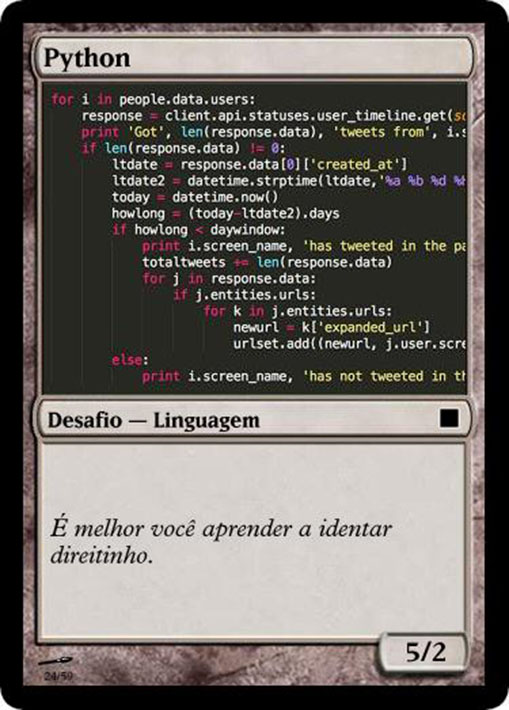 Python
for i in people.data.users:
response = client.api.statuses.user_timeline.get(
print 'Got', len(response.data), 'tweets from', i.s
if len(response.data) != 0:
ltdate = response.data[0]['created_at']
ltdate2 = datetime.strptime(ltdate,'%a %b %d %
today = datetime.now()
howlong = (today-ltdate2).days
if howlong < daywindow:
print i.screen_name, 'has tweeted in the pa
totaltweets += len(response.data)
for j in response.data:
if j.entities.urls:
for k in j.entities.urls:
newurl = k['expanded_url']
urlset.add((newurl, j.user.scre
else:
print i.screen_name, 'has not tweeted in th
Desafio — Linguagem
É melhor você aprender a identar
direitinho.
5/2
24/59